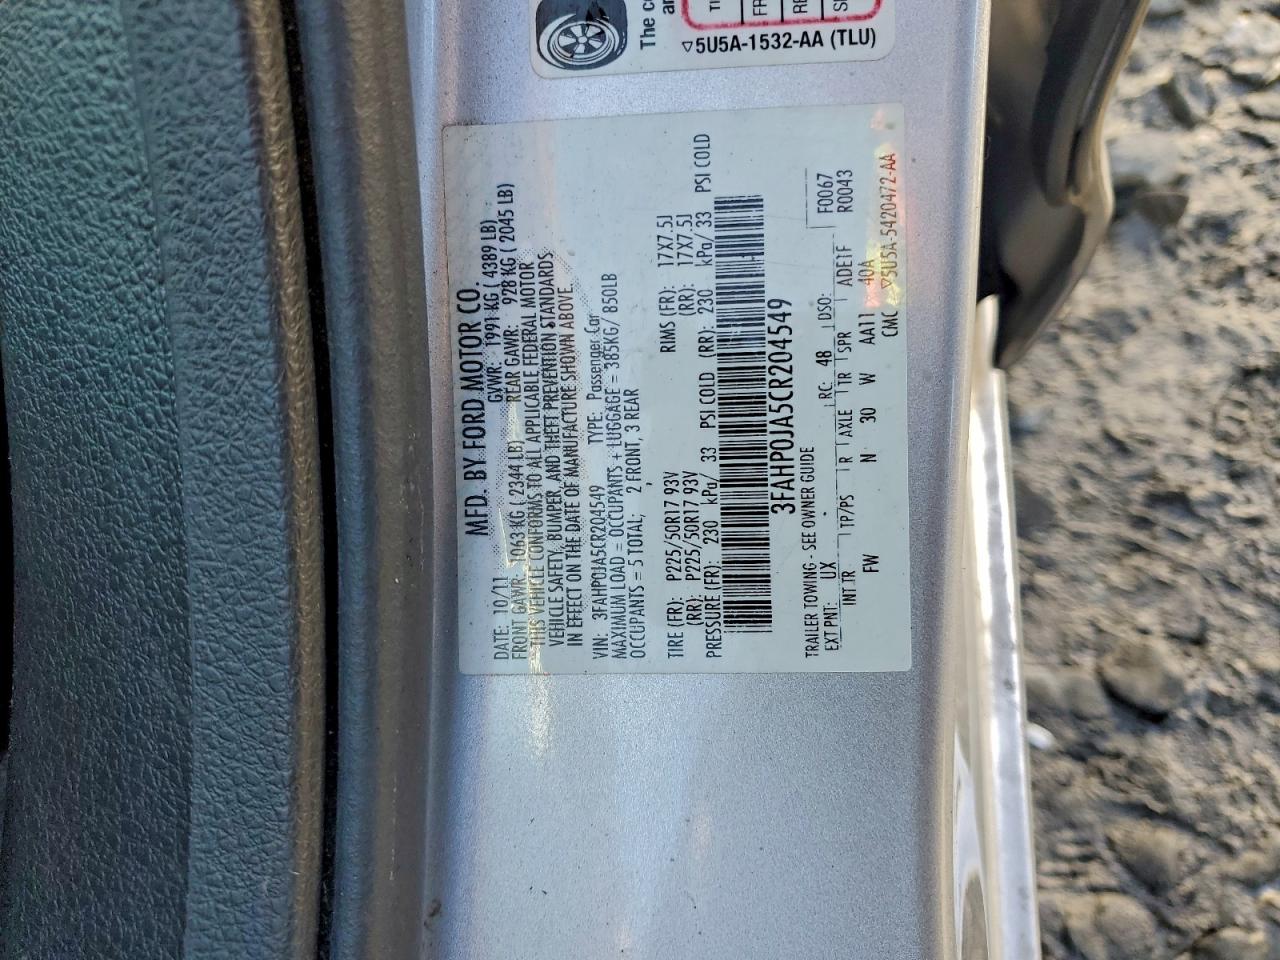 The c
an
▽5U5A-1532-AA (TLU)
MFD. BY FORD MOTOR CO.
DATE: 10/11 GVWR: 1991 KG ( 4389 LB)
FRONT GAWR: 1063 KG ( 2344 LB) REAR GAWR: 928 KG ( 2045 LB)
THIS VEHICLE CONFORMS TO ALL APPLICABLE FEDERAL MOTOR
VEHICLE SAFETY, BUMPER, AND THEFT PREVENTION STANDARDS
IN EFFECT ON THE DATE OF MANUFACTURE SHOWN ABOVE.
VIN: 3FAHP0JA5CR204549 TYPE: Passenger Car
MAXIMUM LOAD = OCCUPANTS + LUGGAGE = 385KG/ 850LB
OCCUPANTS = 5 TOTAL; 2 FRONT, 3 REAR
TIRE (FR): P225/50R17 93V RIMS (FR): 17X7.5J
(RR): P225/50R17 93V (RR): 17X7.5J
PRESSURE (FR): 230 kPa/ 33 PSI COLD (RR): 230 kPa/ 33 PSI COLD
3FAHP0JA5CR204549
TRAILER TOWING - SEE OWNER GUIDE
F0067
EXT PNT: UX RC: 48 DSO: R0043
INT TR TP/PS R AXLE TR SPR ADE1F
FW N 30 W AA11 40A
CMC ▽5U5A-5420472-AA